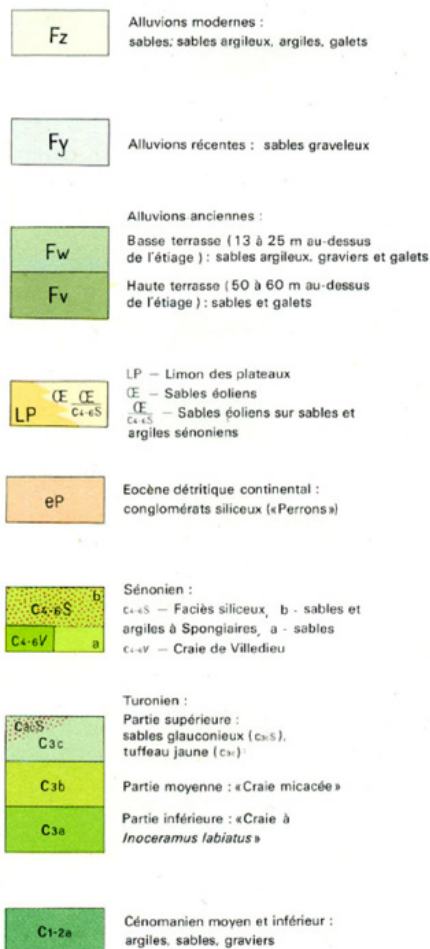 Fz
Alluvions modernes :
sables, sables argileux, argiles, galets
Fy
Alluvions récentes : sables graveleux
Alluvions anciennes :
Fw
Basse terrasse (13 à 25 m au-dessus
de l'étiage) : sables argileux, graviers et galets
Fv
Haute terrasse (50 à 60 m au-dessus
de l'étiage) : sables et galets
LP Œ Œ/C4-6S
LP – Limon des plateaux
Œ – Sables éoliens
Œ/C4-6S – Sables éoliens sur sables et
argiles sénoniens
eP
Eocène détritique continental :
conglomérats siliceux («Perrons»)
b
C4-6S
C4-6V a
Sénonien :
C4-6S – Faciès siliceux, b - sables et
argiles à Spongiaires, a - sables
C4-6V – Craie de Villedieu
Turonien :
C3cS
C3c
Partie supérieure :
sables glauconieux (C3cS),
tuffeau jaune (C3c)
C3b
Partie moyenne : «Craie micacée»
C3a
Partie inférieure : «Craie à
Inoceramus labiatus»
C1-2a
Cénomanien moyen et inférieur :
argiles, sables, graviers